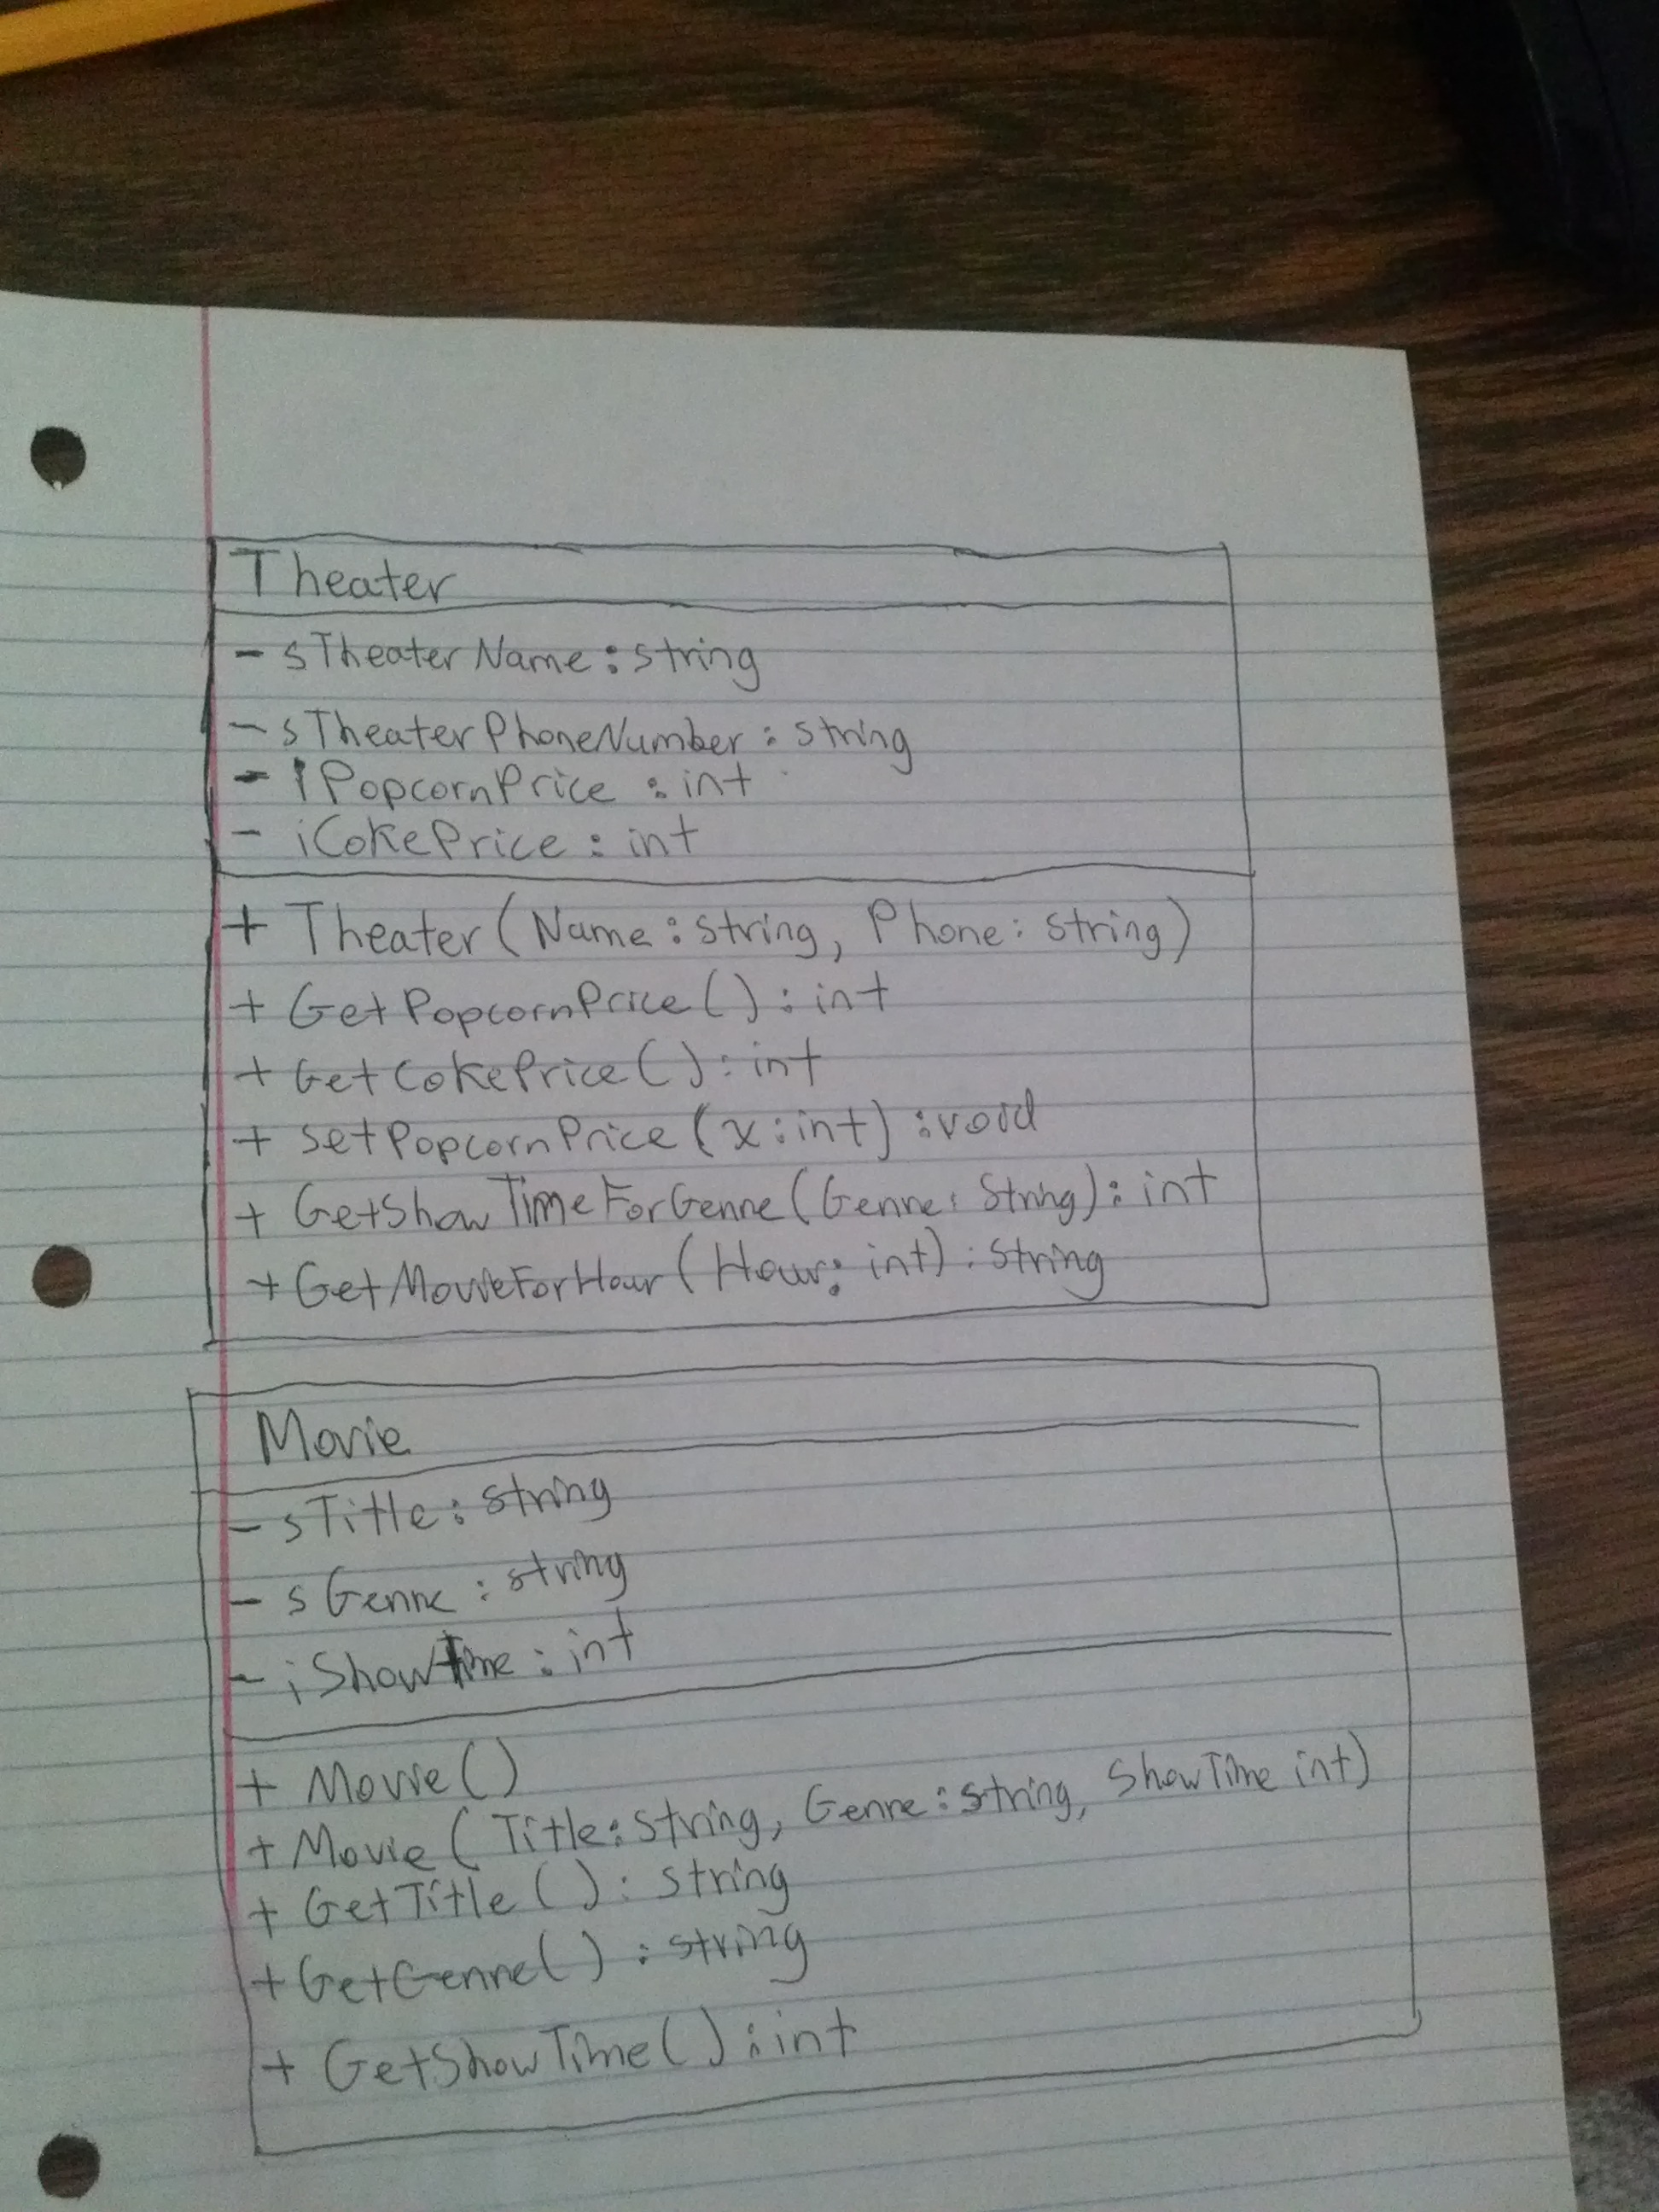 Theater
- sTheaterName : string
- sTheaterPhoneNumber : string
- iPopcornPrice : int
- iCokePrice : int
+ Theater (Name : string, Phone : string)
+ GetPopcornPrice () : int
+ GetCokePrice () : int
+ setPopcornPrice (x : int) : void
+ GetShowTimeForGenre (Genre : String) : int
+ GetMovieForHour (Hour : int) : string
Movie
- sTitle : string
- sGenre : string
- iShowTime : int
+ Movie ()
+ Movie ( Title : string, Genre : string, ShowTime int)
+ GetTitle () : string
+ GetGenre () : string
+ GetShowTime () : int